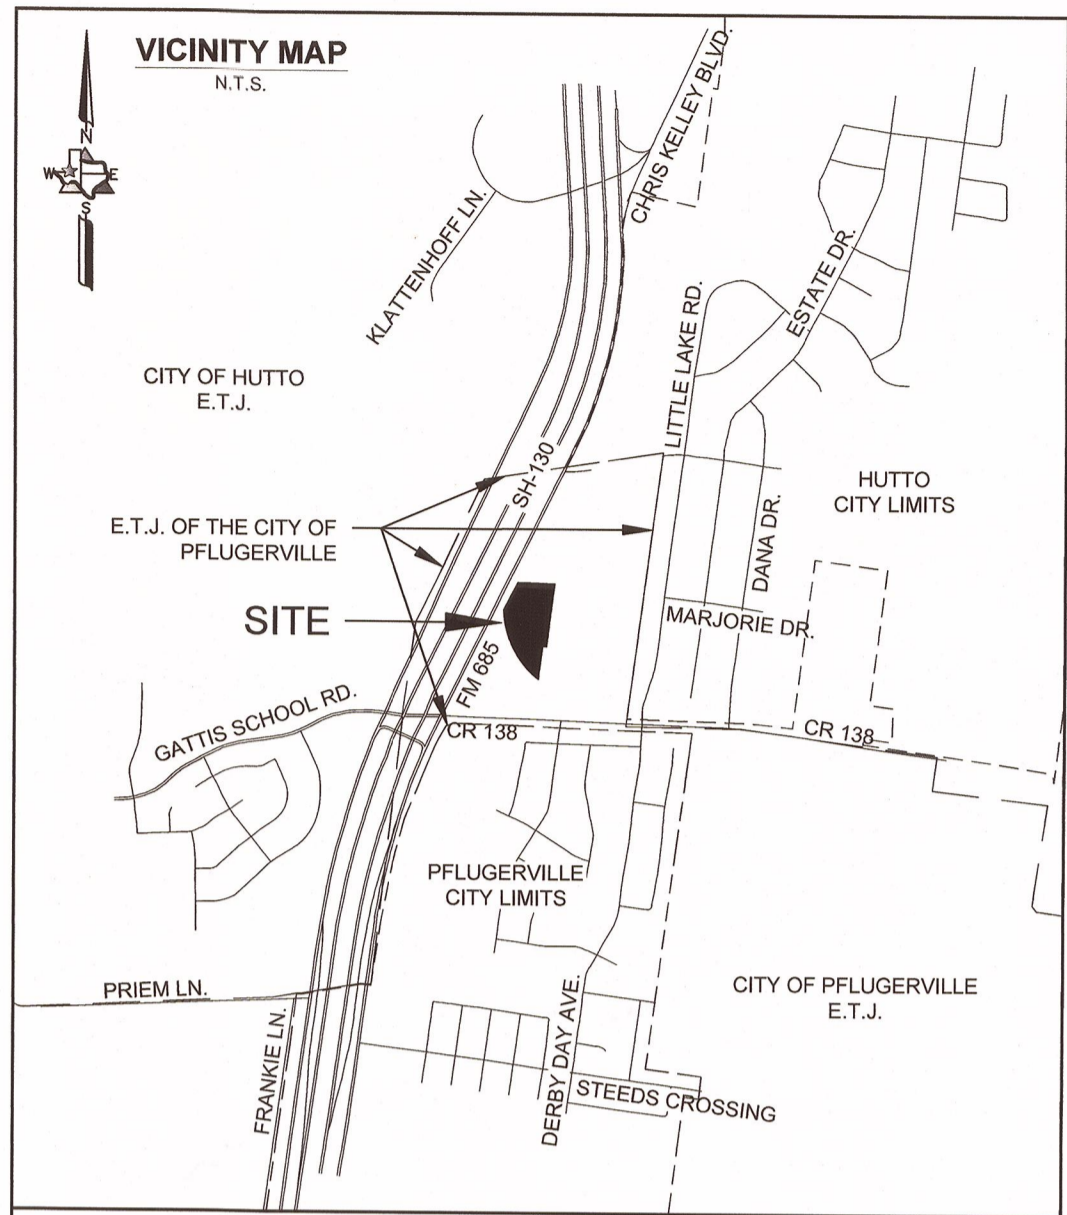 VICINITY MAP
N.T.S.
N
W
E
S
CHRIS KELLEY BLVD.
KLATTENHOFF LN.
ESTATE DR.
LITTLE LAKE RD.
CITY OF HUTTO
E.T.J.
SH-130
HUTTO
CITY LIMITS
E.T.J. OF THE CITY OF
PFLUGERVILLE
DANA DR.
SITE
MARJORIE DR.
FM 685
GATTIS SCHOOL RD.
CR 138
CR 138
PFLUGERVILLE
CITY LIMITS
PRIEM LN.
CITY OF PFLUGERVILLE
E.T.J.
FRANKIE LN.
DERBY DAY AVE.
STEEDS CROSSING